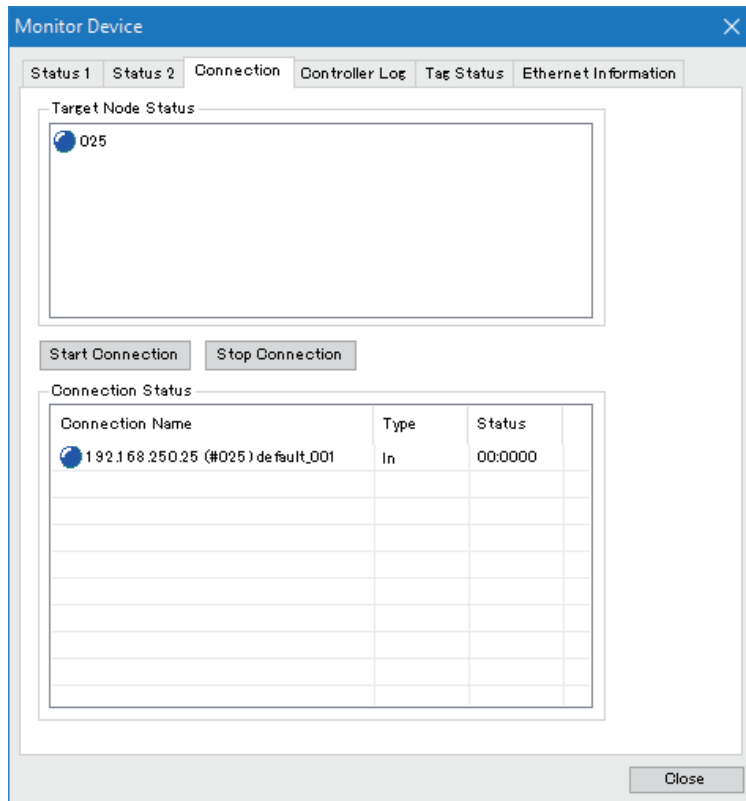 Monitor Device
Status 1 Status 2 Connection Controller Log Tag Status Ethernet Information
Target Node Status
025
Start Connection Stop Connection
Connection Status
Connection Name Type Status
192.168.250.25 (#025) default_001 In 00:0000
Close